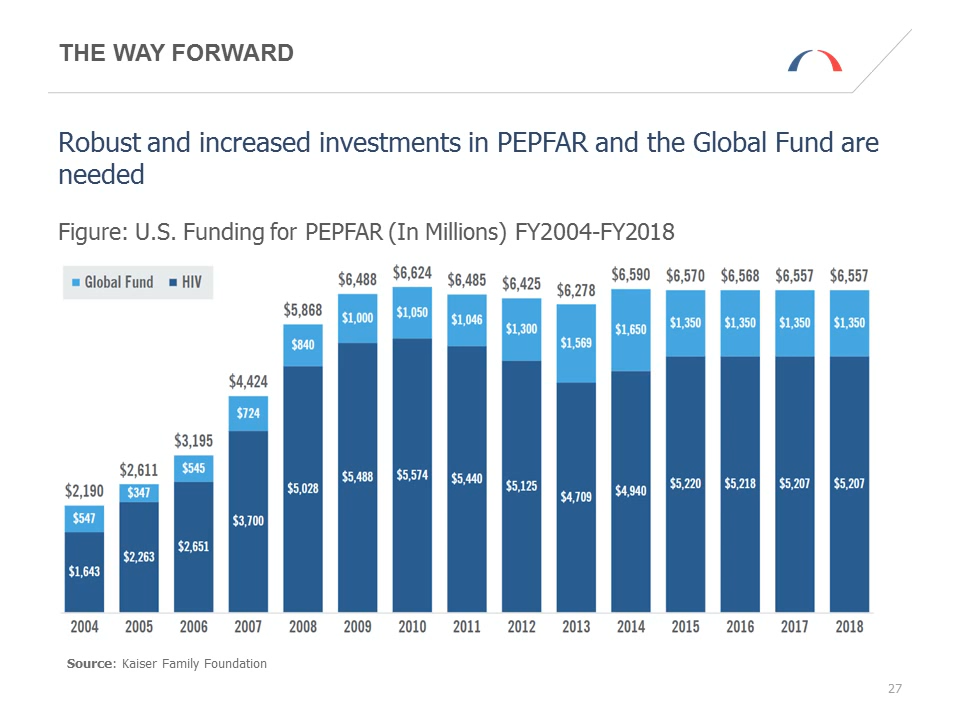 THE WAY FORWARD
Robust and increased investments in PEPFAR and the Global Fund are
needed
Figure: U.S. Funding for PEPFAR (In Millions) FY2004-FY2018
Global Fund HIV
$2,190 $2,611 $3,195 $4,424 $5,868 $6,488 $6,624 $6,485 $6,425 $6,278 $6,590 $6,570 $6,568 $6,557 $6,557
$547 $347 $545 $724 $840 $1,000 $1,050 $1,046 $1,300 $1,569 $1,650 $1,350 $1,350 $1,350 $1,350
$1,643 $2,263 $2,651 $3,700 $5,028 $5,488 $5,574 $5,440 $5,125 $4,709 $4,940 $5,220 $5,218 $5,207 $5,207
2004 2005 2006 2007 2008 2009 2010 2011 2012 2013 2014 2015 2016 2017 2018
Source: Kaiser Family Foundation
27